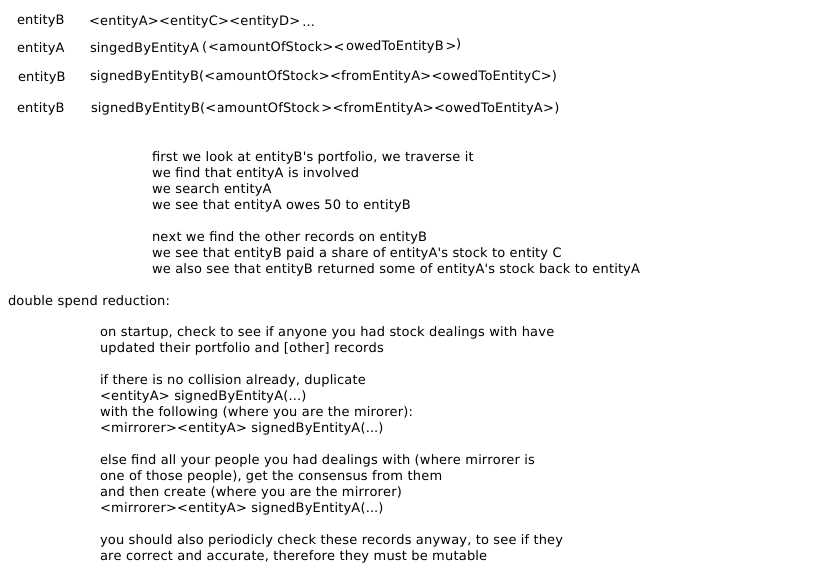 entityB <entityA><entityC><entityD>...
entityA singedByEntityA (<amountOfStock><owedToEntityB>)
entityB signedByEntityB(<amountOfStock><fromEntityA><owedToEntityC>)
entityB signedByEntityB(<amountOfStock><fromEntityA><owedToEntityA>)
first we look at entityB's portfolio, we traverse it
we find that entityA is involved
we search entityA
we see that entityA owes 50 to entityB
next we find the other records on entityB
we see that entityB paid a share of entityA's stock to entity C
we also see that entityB returned some of entityA's stock back to entityA
double spend reduction:
on startup, check to see if anyone you had stock dealings with have
updated their portfolio and [other] records
if there is no collision already, duplicate
<entityA> signedByEntityA(...)
with the following (where you are the mirorer):
<mirrorer><entityA> signedByEntityA(...)
else find all your people you had dealings with (where mirrorer is
one of those people), get the consensus from them
and then create (where you are the mirrorer)
<mirrorer><entityA> signedByEntityA(...)
you should also periodicly check these records anyway, to see if they
are correct and accurate, therefore they must be mutable